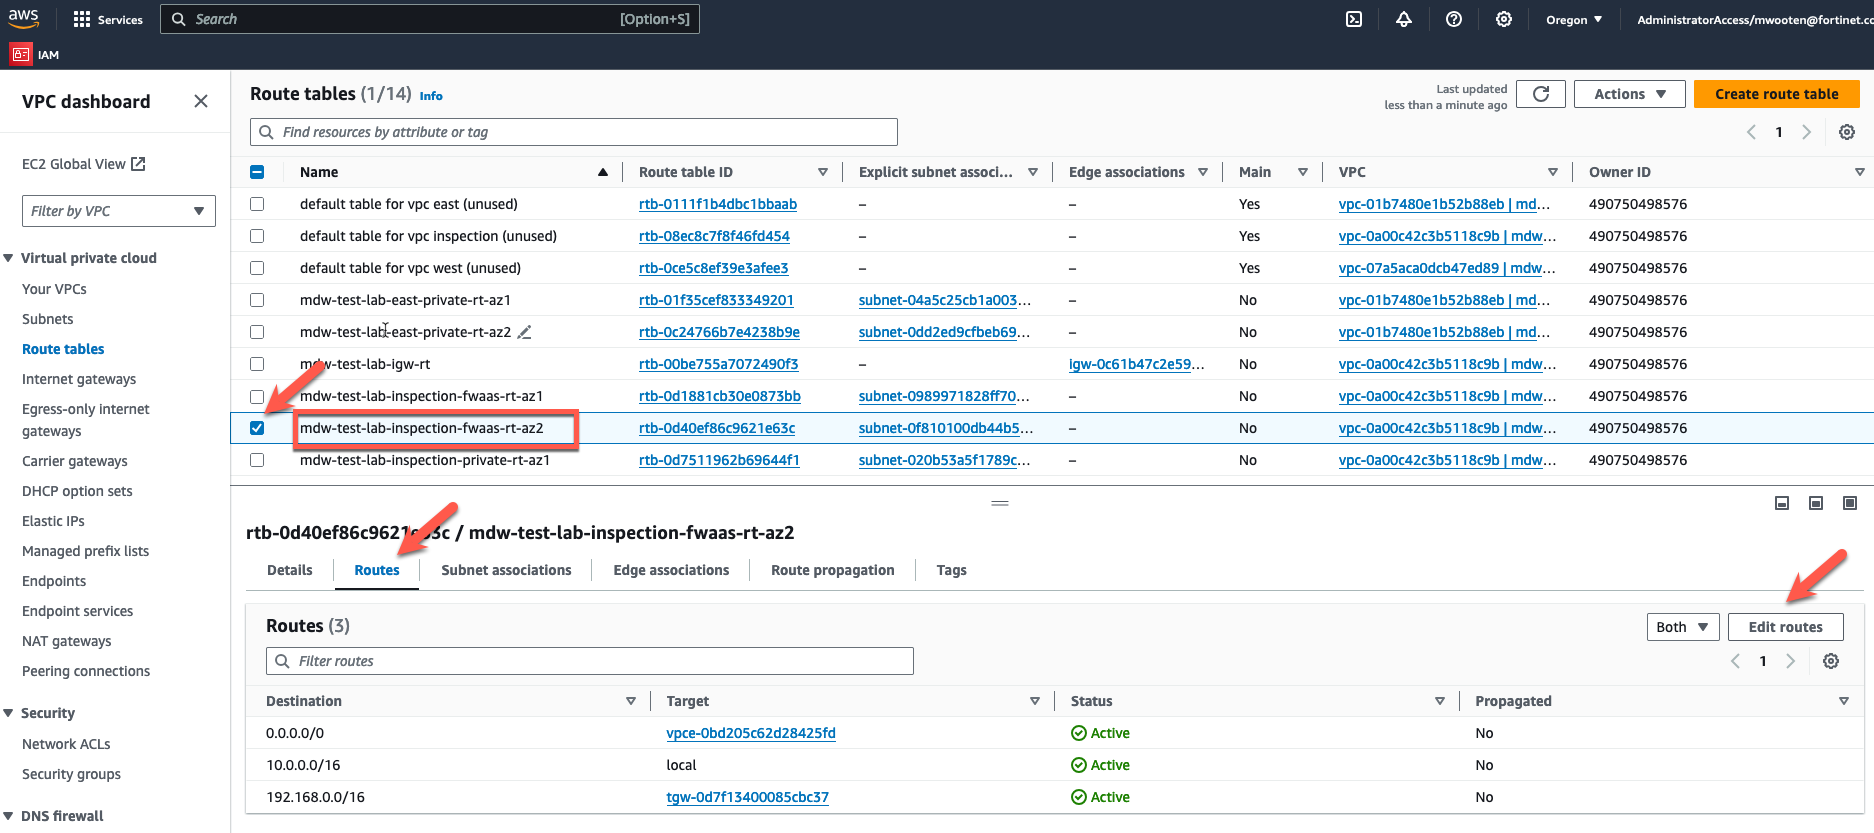 aws
Services
Search
[Option+S]
Oregon
AdministratorAccess/mwooten@fortinet.co
IAM
VPC dashboard
EC2 Global View
Filter by VPC
Virtual private cloud
Your VPCs
Subnets
Route tables
Internet gateways
Egress-only internet
gateways
Carrier gateways
DHCP option sets
Elastic IPs
Managed prefix lists
Endpoints
Endpoint services
NAT gateways
Peering connections
Security
Network ACLs
Security groups
DNS firewall
Route tables (1/14) Info
Last updated
less than a minute ago
Actions
Create route table
Find resources by attribute or tag
1
Name Route table ID Explicit subnet associ... Edge associations Main VPC Owner ID
default table for vpc east (unused) rtb-0111f1b4dbc1bbaab – – Yes vpc-01b7480e1b52b88eb | md... 490750498576
default table for vpc inspection (unused) rtb-08ec8c7f8f46fd454 – – Yes vpc-0a00c42c3b5118c9b | mdw... 490750498576
default table for vpc west (unused) rtb-0ce5c8ef39e3afee3 – – Yes vpc-07a5aca0dcb47ed89 | mdw... 490750498576
mdw-test-lab-east-private-rt-az1 rtb-01f35cef833349201 subnet-04a5c25cb1a003... – No vpc-01b7480e1b52b88eb | md... 490750498576
mdw-test-lab-east-private-rt-az2 rtb-0c24766b7e4238b9e subnet-0dd2ed9cfbeb69... – No vpc-01b7480e1b52b88eb | md... 490750498576
mdw-test-lab-igw-rt rtb-00be755a7072490f3 – igw-0c61b47c2e59... No vpc-0a00c42c3b5118c9b | mdw... 490750498576
mdw-test-lab-inspection-fwaas-rt-az1 rtb-0d1881cb30e0873bb subnet-0989971828ff70... – No vpc-0a00c42c3b5118c9b | mdw... 490750498576
mdw-test-lab-inspection-fwaas-rt-az2 rtb-0d40ef86c9621e63c subnet-0f810100db44b5... – No vpc-0a00c42c3b5118c9b | mdw... 490750498576
mdw-test-lab-inspection-private-rt-az1 rtb-0d7511962b69644f1 subnet-020b53a5f1789c... – No vpc-0a00c42c3b5118c9b | mdw... 490750498576
rtb-0d40ef86c9621e63c / mdw-test-lab-inspection-fwaas-rt-az2
Details Routes Subnet associations Edge associations Route propagation Tags
Routes (3)
Both
Edit routes
Filter routes
1
Destination Target Status Propagated
0.0.0.0/0 vpce-0bd205c62d28425fd Active No
10.0.0.0/16 local Active No
192.168.0.0/16 tgw-0d7f13400085cbc37 Active No